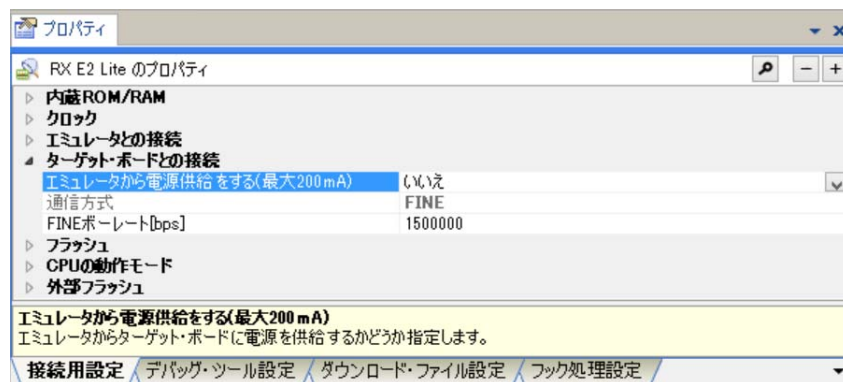 プロパティ
RX E2 Lite のプロパティ
内蔵ROM/RAM
クロック
エミュレータとの接続
ターゲット・ボードとの接続
エミュレータから電源供給をする(最大200mA) いいえ
通信方式 FINE
FINEボーレート[bps] 1500000
フラッシュ
CPUの動作モード
外部フラッシュ
エミュレータから電源供給をする(最大200mA)
エミュレータからターゲット・ボードに電源を供給するかどうか指定します。
接続用設定 デバッグ・ツール設定 ダウンロード・ファイル設定 フック処理設定